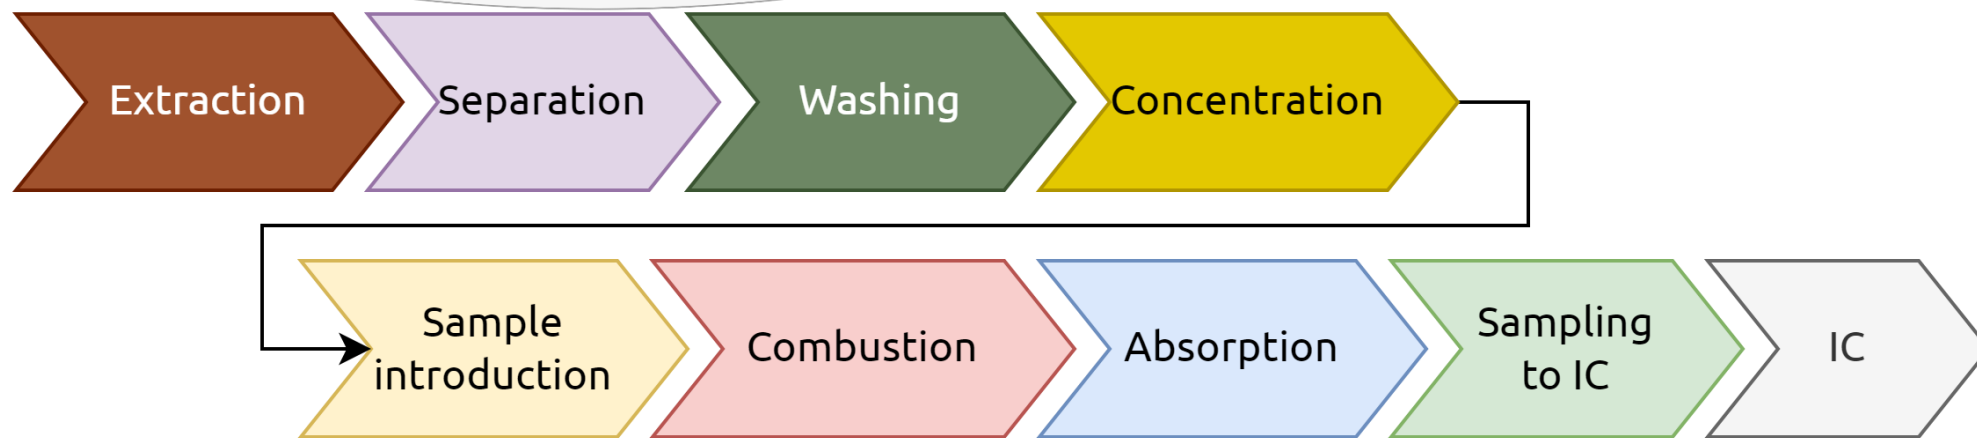 Extraction
Separation
Washing
Concentration
Sample
introduction
Combustion
Absorption
Sampling
to IC
IC